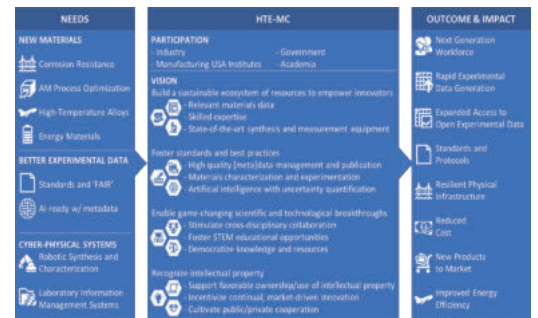 NEEDS
NEW MATERIALS
Corrosion Resistance
AM Process Optimization
High-Temperature Alloys
Energy Materials
BETTER EXPERIMENTAL DATA
Standards and 'FAIR'
AI-ready w/ metadata
CYBER-PHYSICAL SYSTEMS
Robotic Synthesis and
Characterization
Laboratory Information
Management Systems
HTE-MC
PARTICIPATION
- Industry
- Government
- Manufacturing USA Institutes
- Academia
VISION
Build a sustainable ecosystem of resources to empower innovators
- Relevant materials data
- Skilled expertise
- State-of-the-art synthesis and measurement equipment
Foster standards and best practices
- High quality [meta]data management and publication
- Materials characterization and experimentation
- Artificial intelligence with uncertainty quantification
Enable game-changing scientific and technological breakthroughs
- Stimulate cross-disciplinary collaboration
- Foster STEM educational opportunities
- Democratize knowledge and resources
Recognize intellectual property
- Support favorable ownership/use of intellectual property
- Incentivize continual, market-driven innovation
- Cultivate public/private cooperation
OUTCOME & IMPACT
Next Generation
Workforce
Rapid Experimental
Data Generation
Expanded Access to
Open Experimental Data
Standards and
Protocols
Resilient Physical
Infrastructure
Reduced
Cost
New Products
to Market
Improved Energy
Efficiency